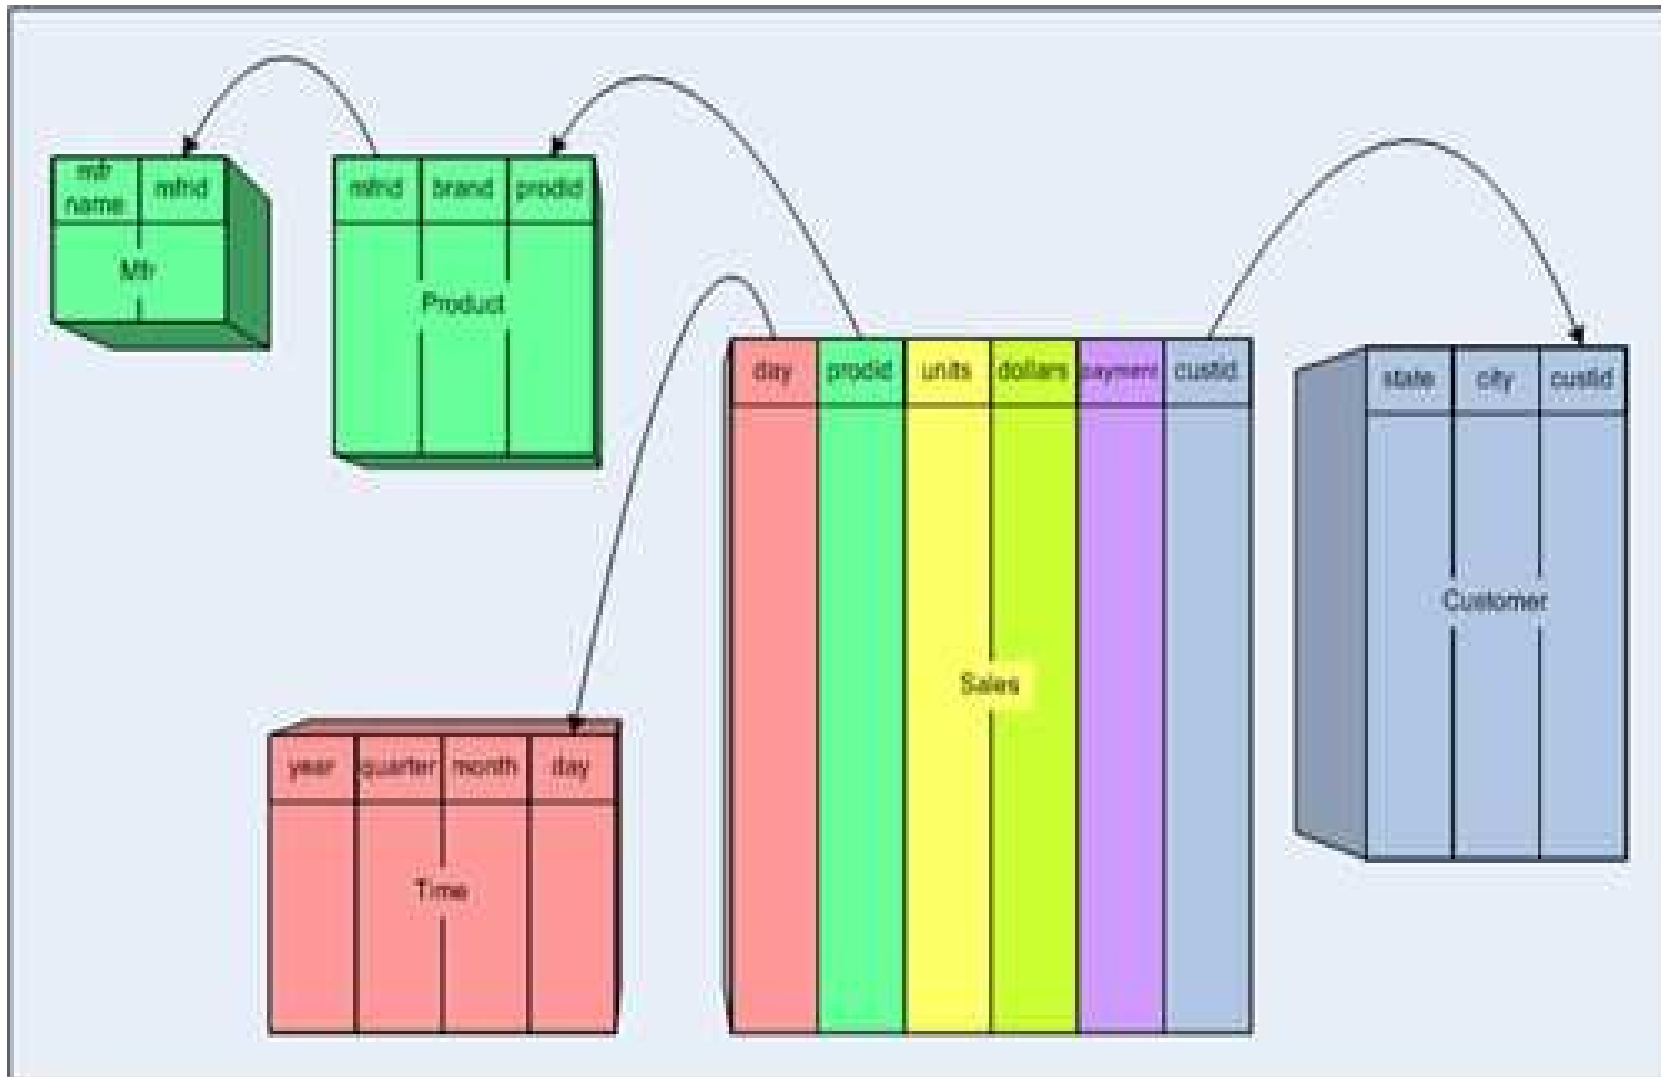 mfr
name
mfrid
Mfr
mfrid
brand
prodid
Product
day
prodid
units
dollars
payment
custid
Sales
state
city
custid
Customer
year
quarter
month
day
Time